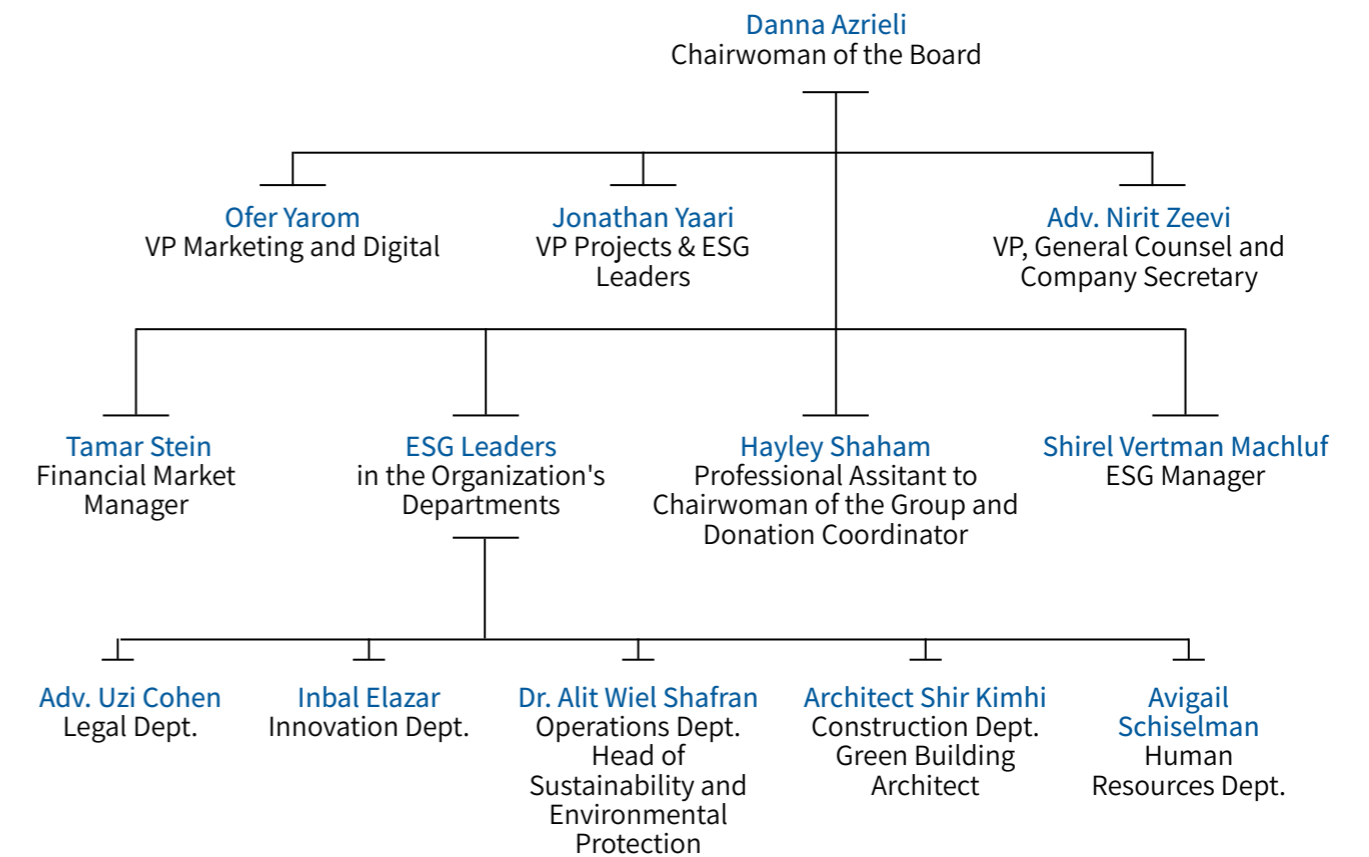 Danna Azrieli
Chairwoman of the Board
Ofer Yarom
VP Marketing and Digital
Jonathan Yaari
VP Projects & ESG
Leaders
Adv. Nirit Zeevi
VP, General Counsel and
Company Secretary
Tamar Stein
Financial Market
Manager
ESG Leaders
in the Organization's
Departments
Hayley Shaham
Professional Assitant to
Chairwoman of the Group and
Donation Coordinator
Shirel Vertman Machluf
ESG Manager
Adv. Uzi Cohen
Legal Dept.
Inbal Elazar
Innovation Dept.
Dr. Alit Wiel Shafran
Operations Dept.
Head of
Sustainability and
Environmental
Protection
Architect Shir Kimhi
Construction Dept.
Green Building
Architect
Avigail
Schiselman
Human
Resources Dept.